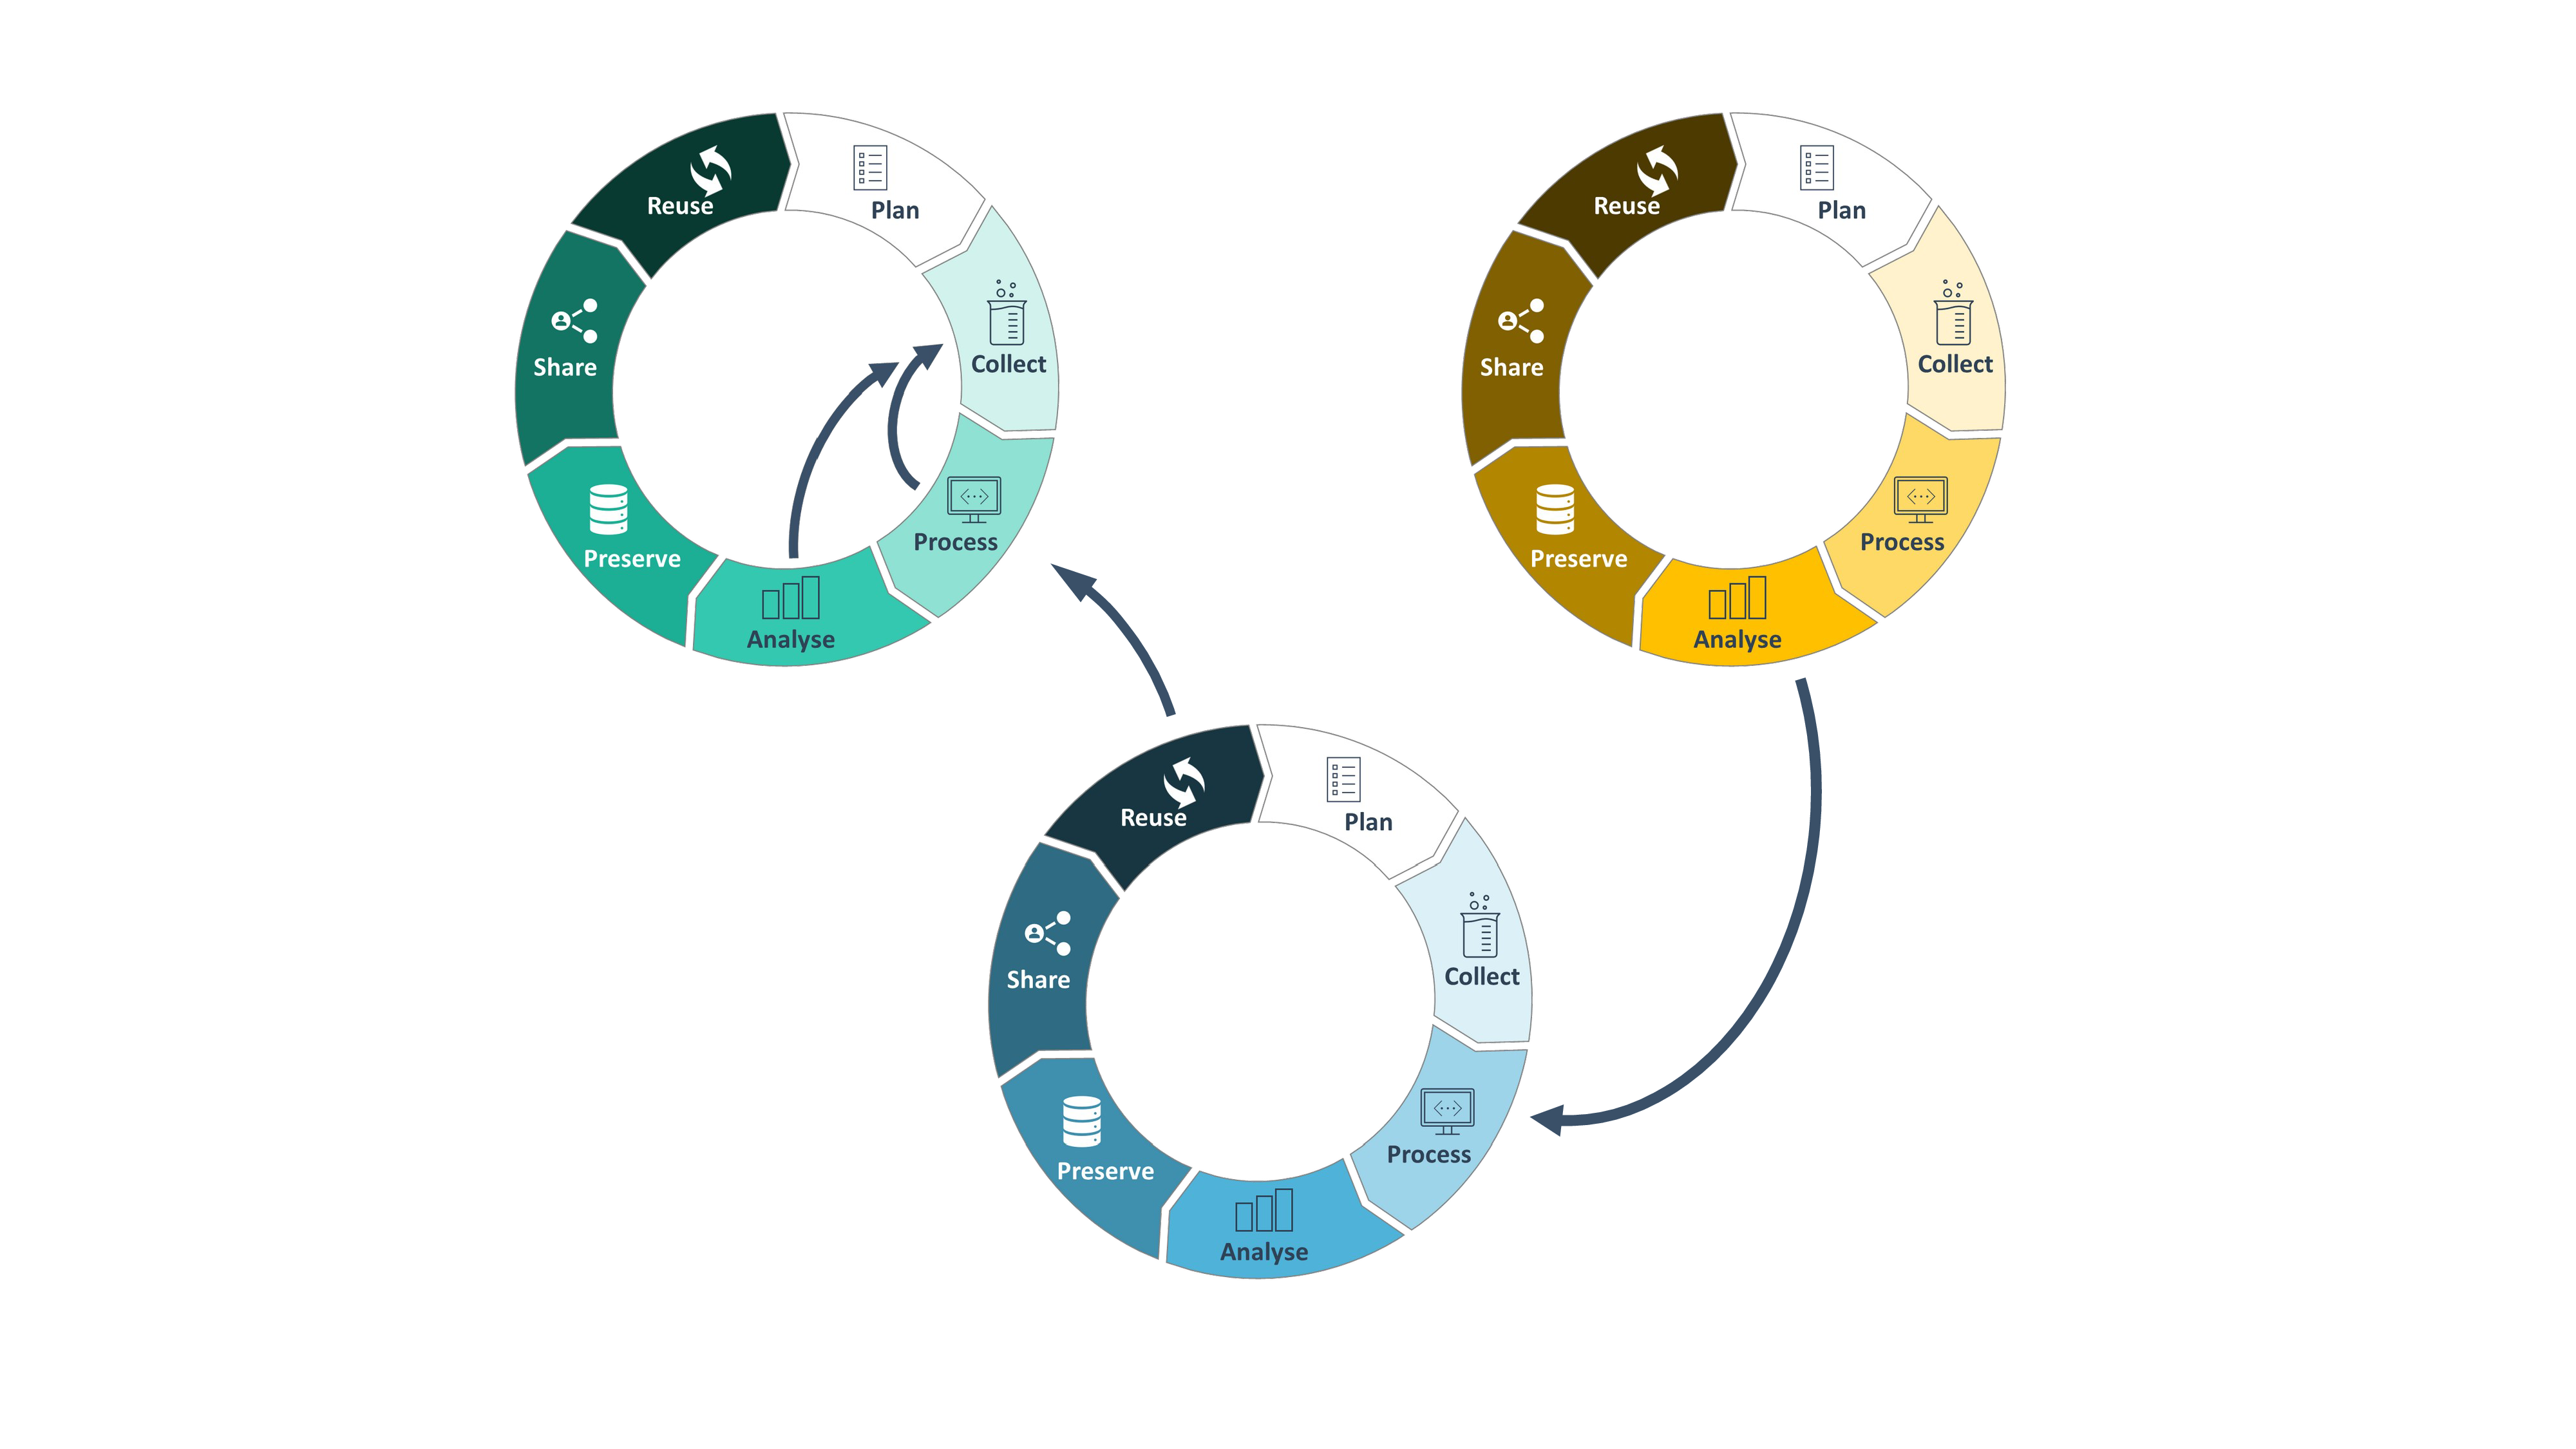 Reuse
Plan
Collect
Process
Analyse
Preserve
Share
Reuse
Plan
Collect
Process
Analyse
Preserve
Share
Reuse
Plan
Collect
Process
Analyse
Preserve
Share